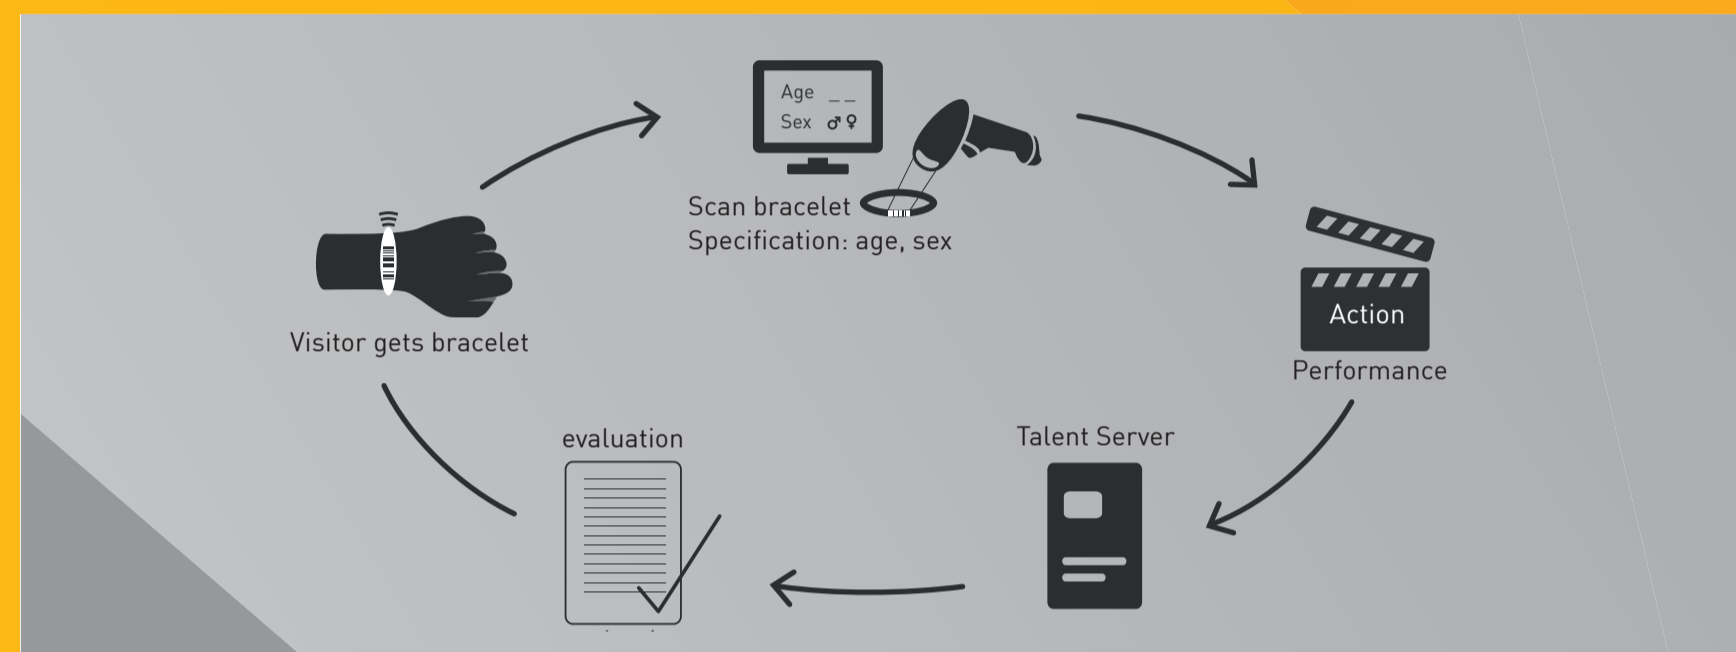 Age _ _
Sex ♂♀
Scan bracelet
Specification: age, sex
Visitor gets bracelet
Action
Performance
evaluation
Talent Server